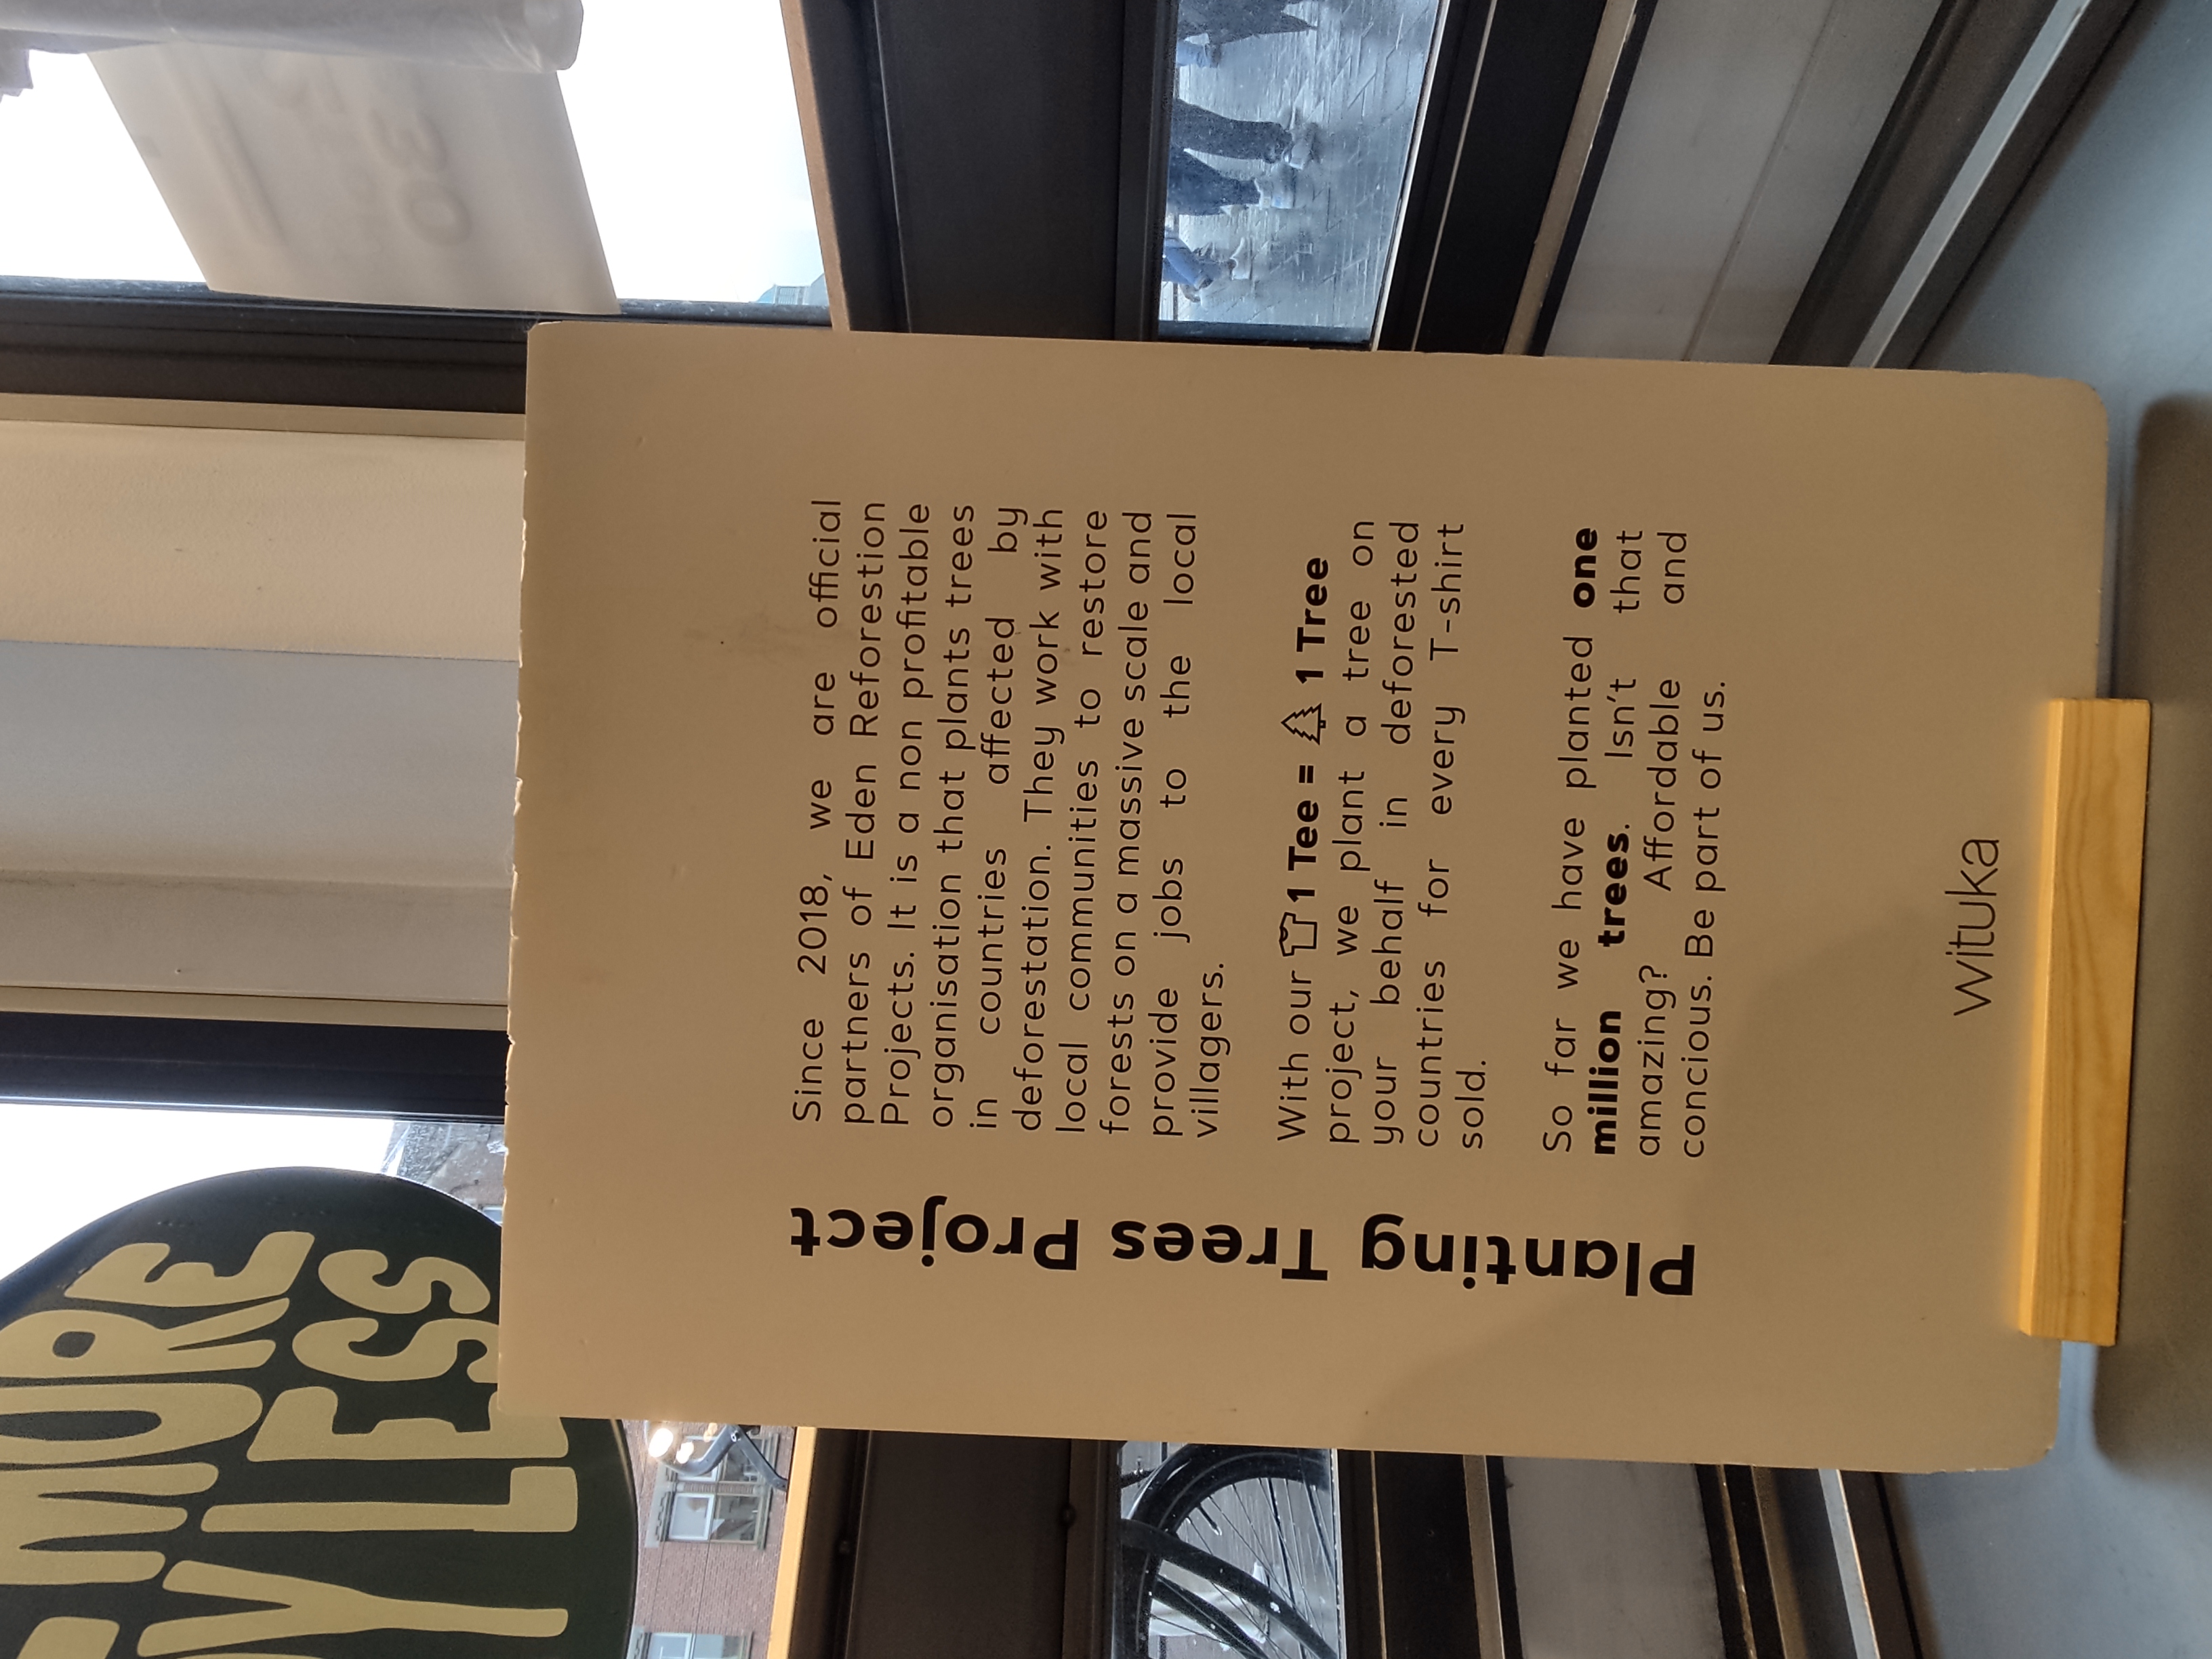 MORE
Y LESS
30
Planting Trees Project
Since 2018, we are official
partners of Eden Reforestion
Projects. It is a non profitable
organisation that plants trees
in countries affected by
deforestation. They work with
local communities to restore
forests on a massive scale and
provide jobs to the local
villagers.
With our 1 Tee = 1 Tree
project, we plant a tree on
your behalf in deforested
countries for every T-shirt
sold.
So far we have planted one
million trees. Isn't that
amazing? Affordable and
concious. Be part of us.
wituka